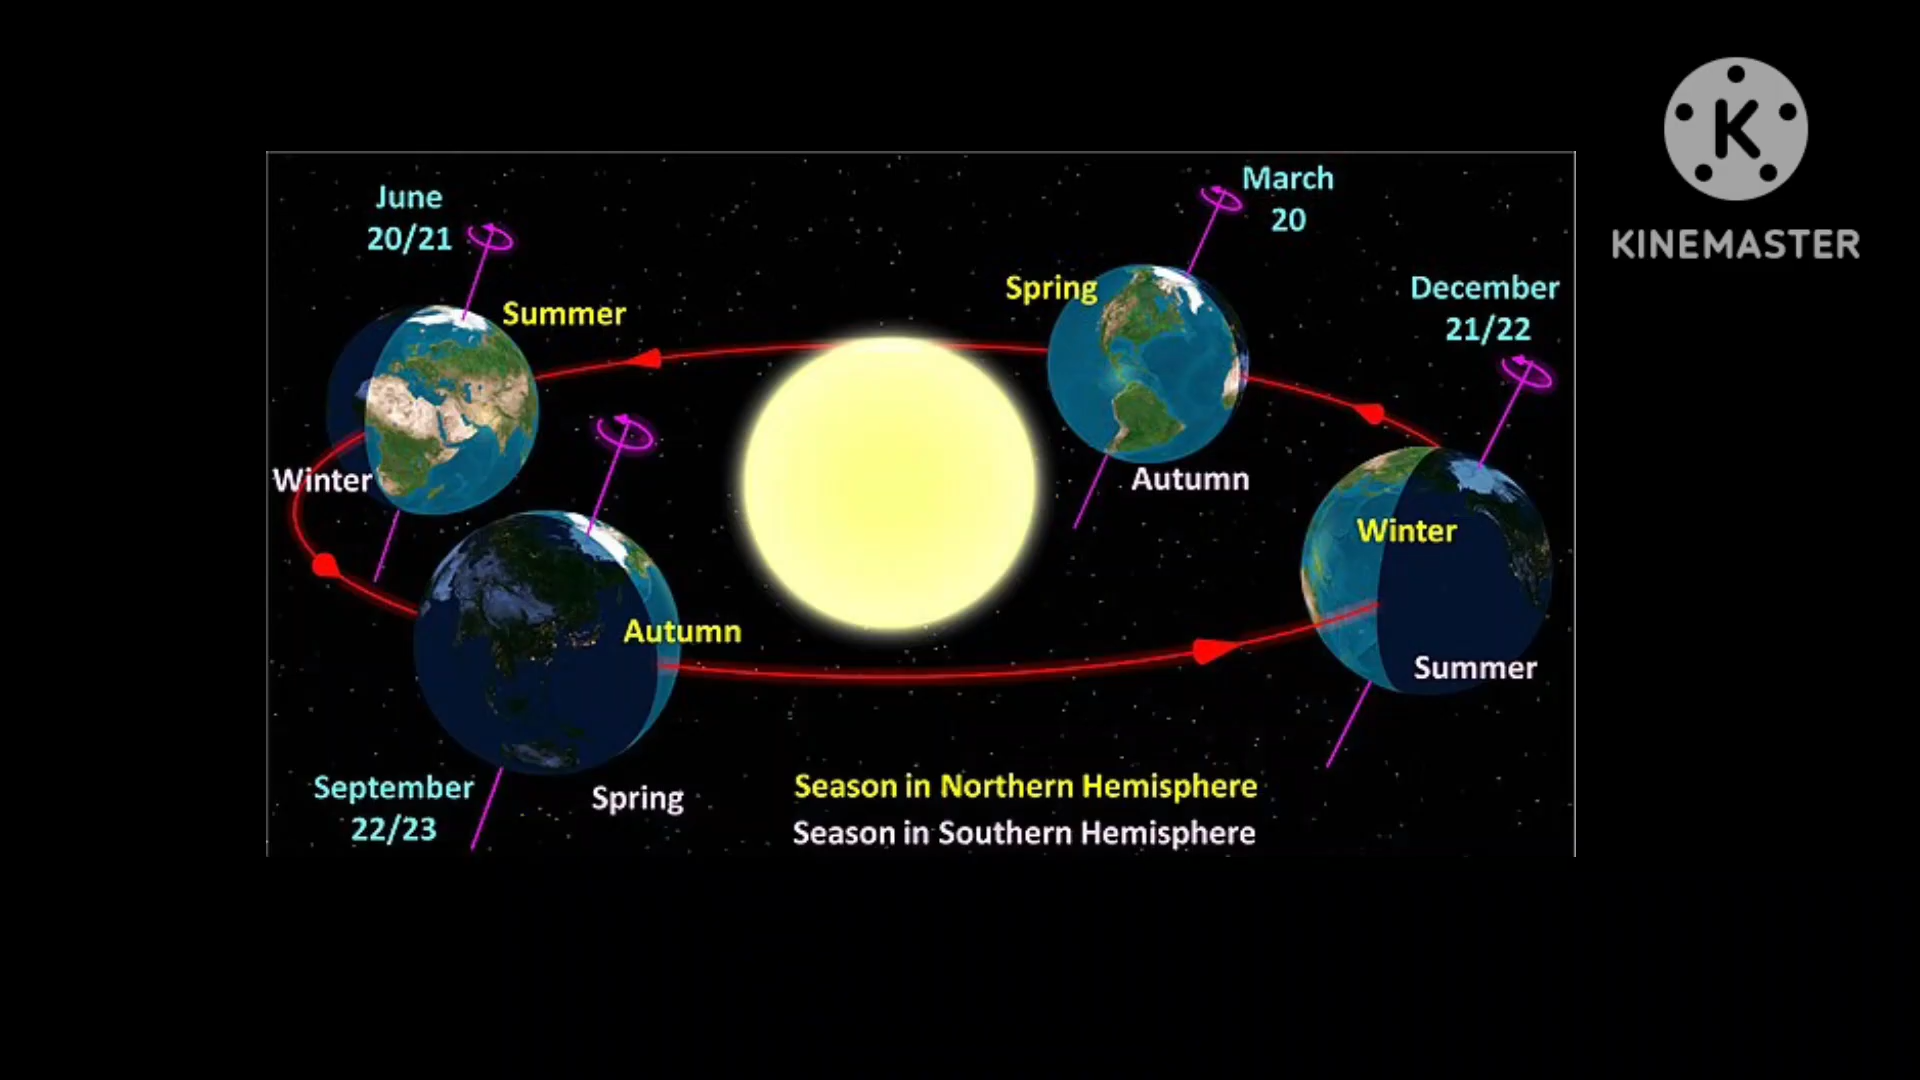 K
KINEMASTER
June
20/21
Summer
Winter
March
20
Spring
Autumn
December
21/22
Winter
Summer
Autumn
September
22/23
Spring
Season in Northern Hemisphere
Season in Southern Hemisphere